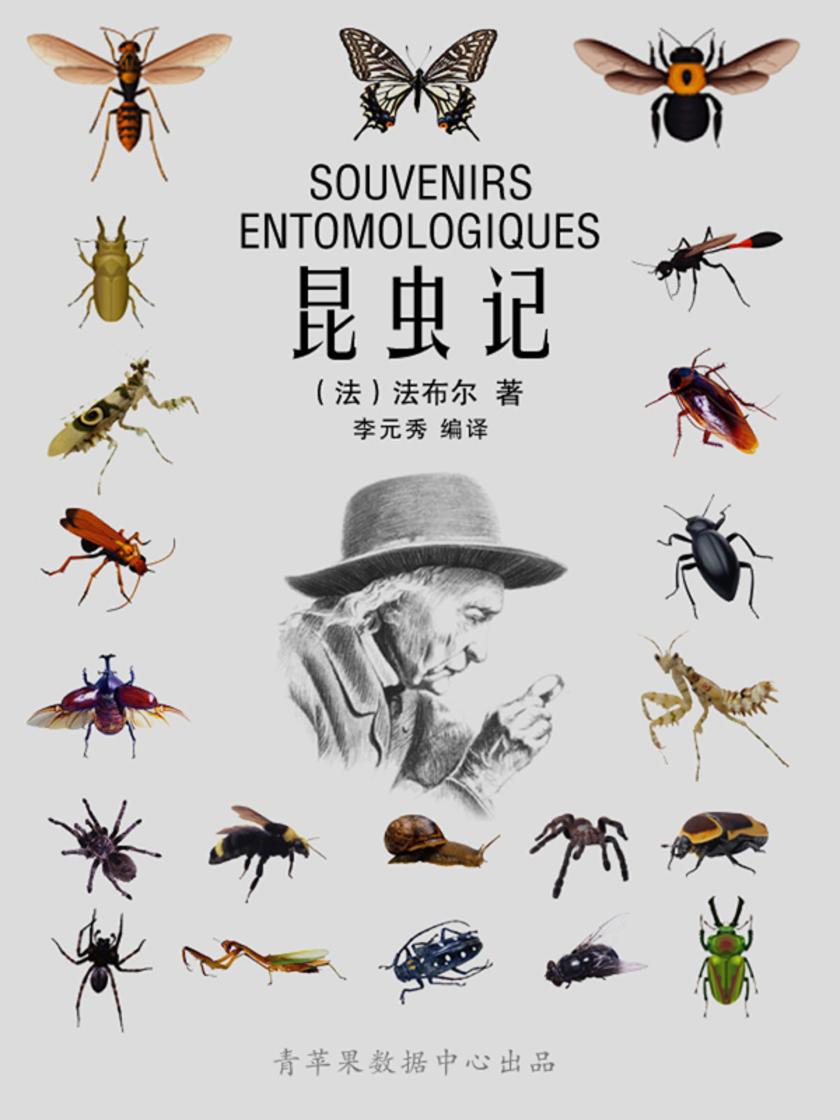 SOUVENIRS
ENTOMOLOGIQUES
昆虫记
（法）法布尔 著
李元秀 编译
青苹果数据中心出品